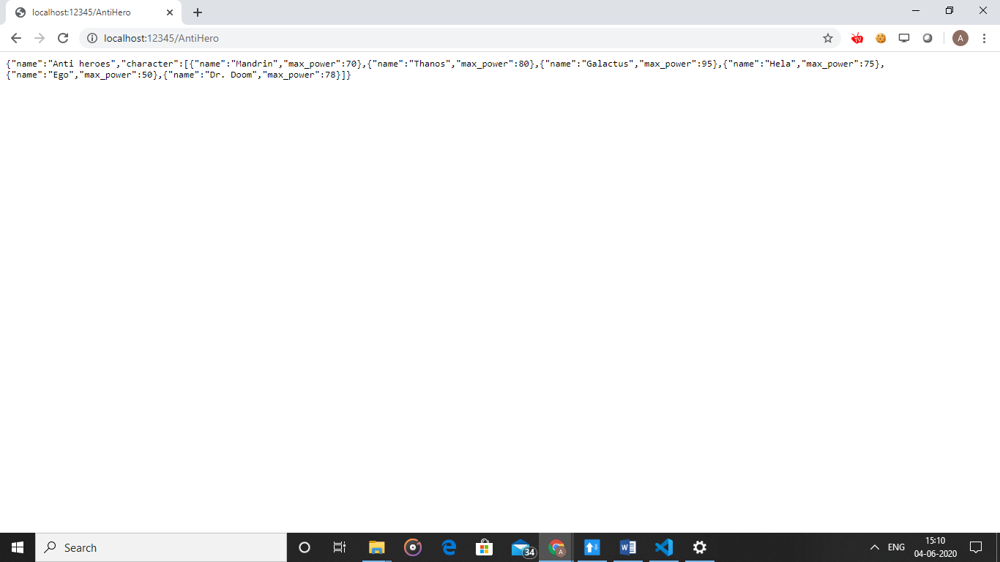 localhost:12345/AntiHero
localhost:12345/AntiHero
TV
A
{"name":"Anti heroes","character":[{"name":"Mandrin","max_power":70},{"name":"Thanos","max_power":80},{"name":"Galactus","max_power":95},{"name":"Hela","max_power":75},
{"name":"Ego","max_power":50},{"name":"Dr. Doom","max_power":78}]}
Search
34
A
ENG
15:10
04-06-2020